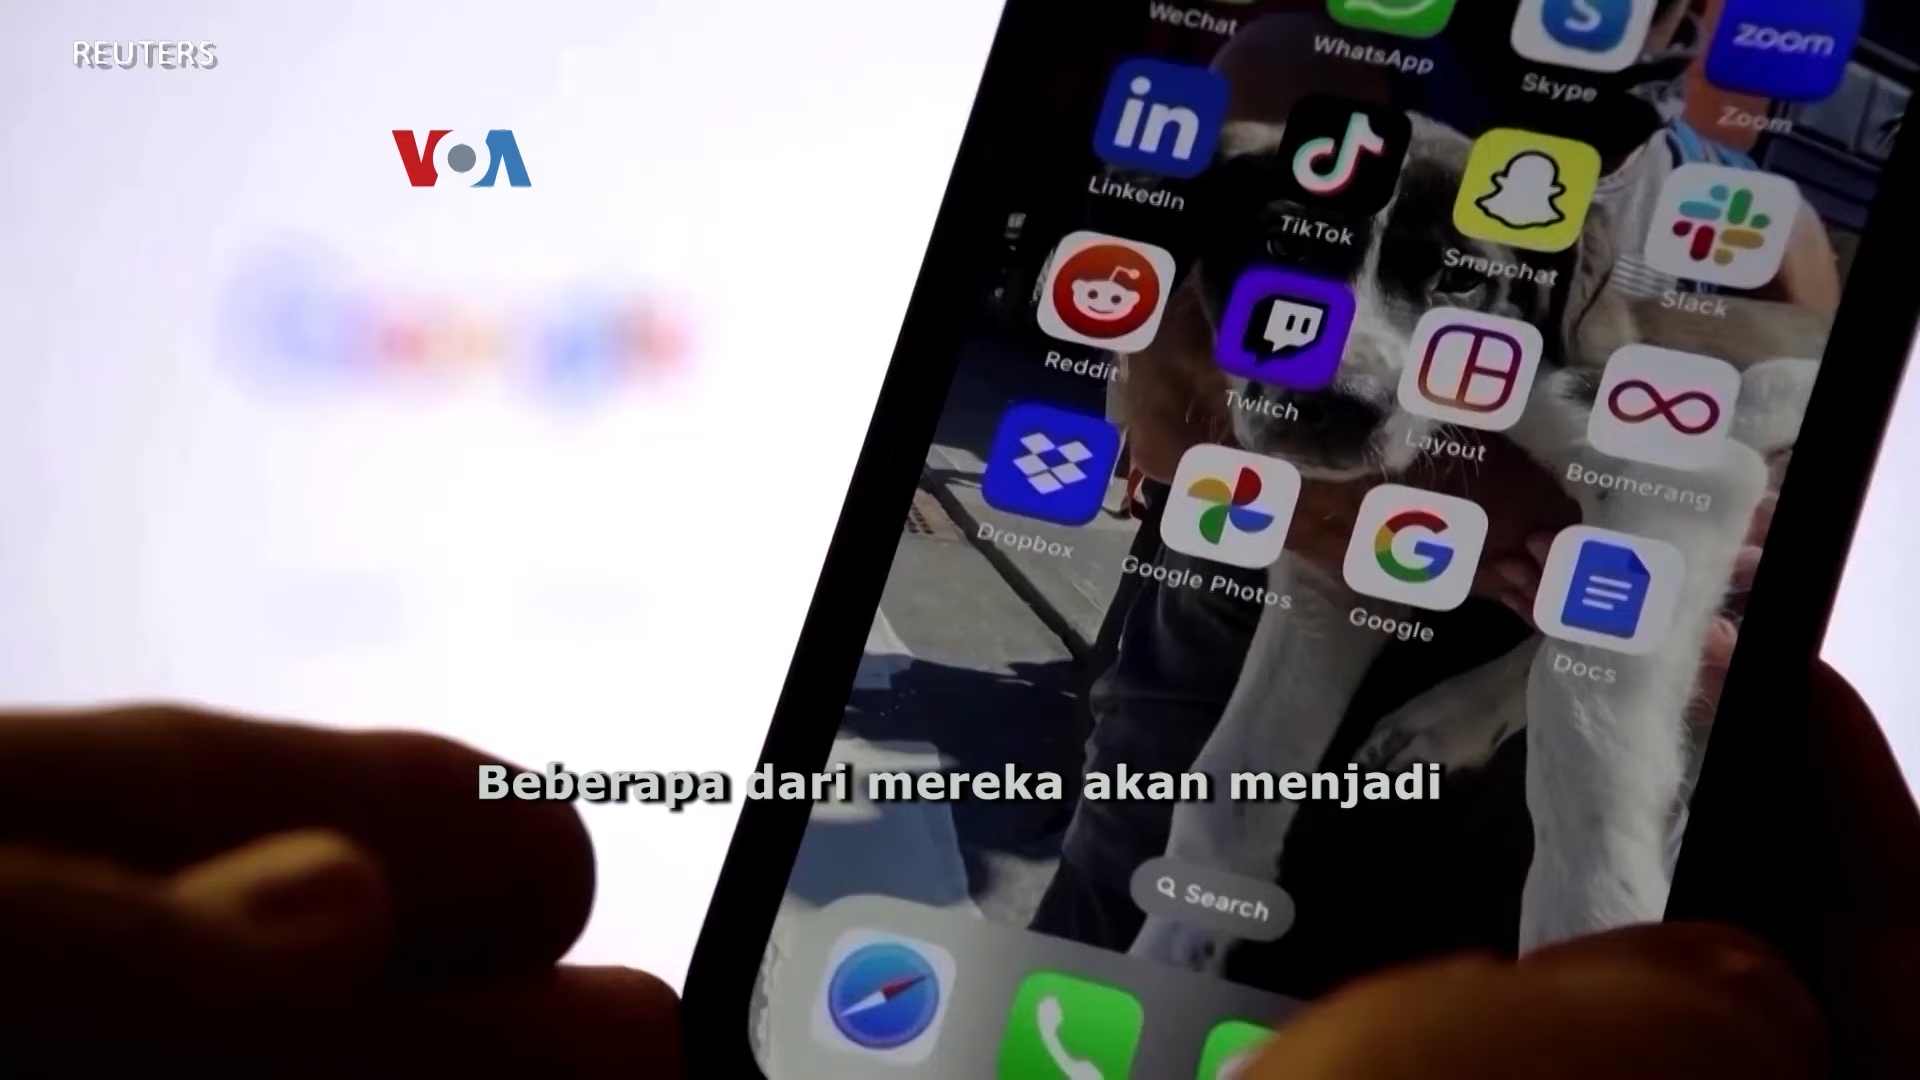 REUTERS
VOA
WeChat
WhatsApp
Skype
zoom
Zoom
in
LinkedIn
TikTok
Snapchat
Slack
Reddit
Twitch
Layout
Boomerang
Dropbox
Google Photos
Google
Docs
Beberapa dari mereka akan menjadi
Search